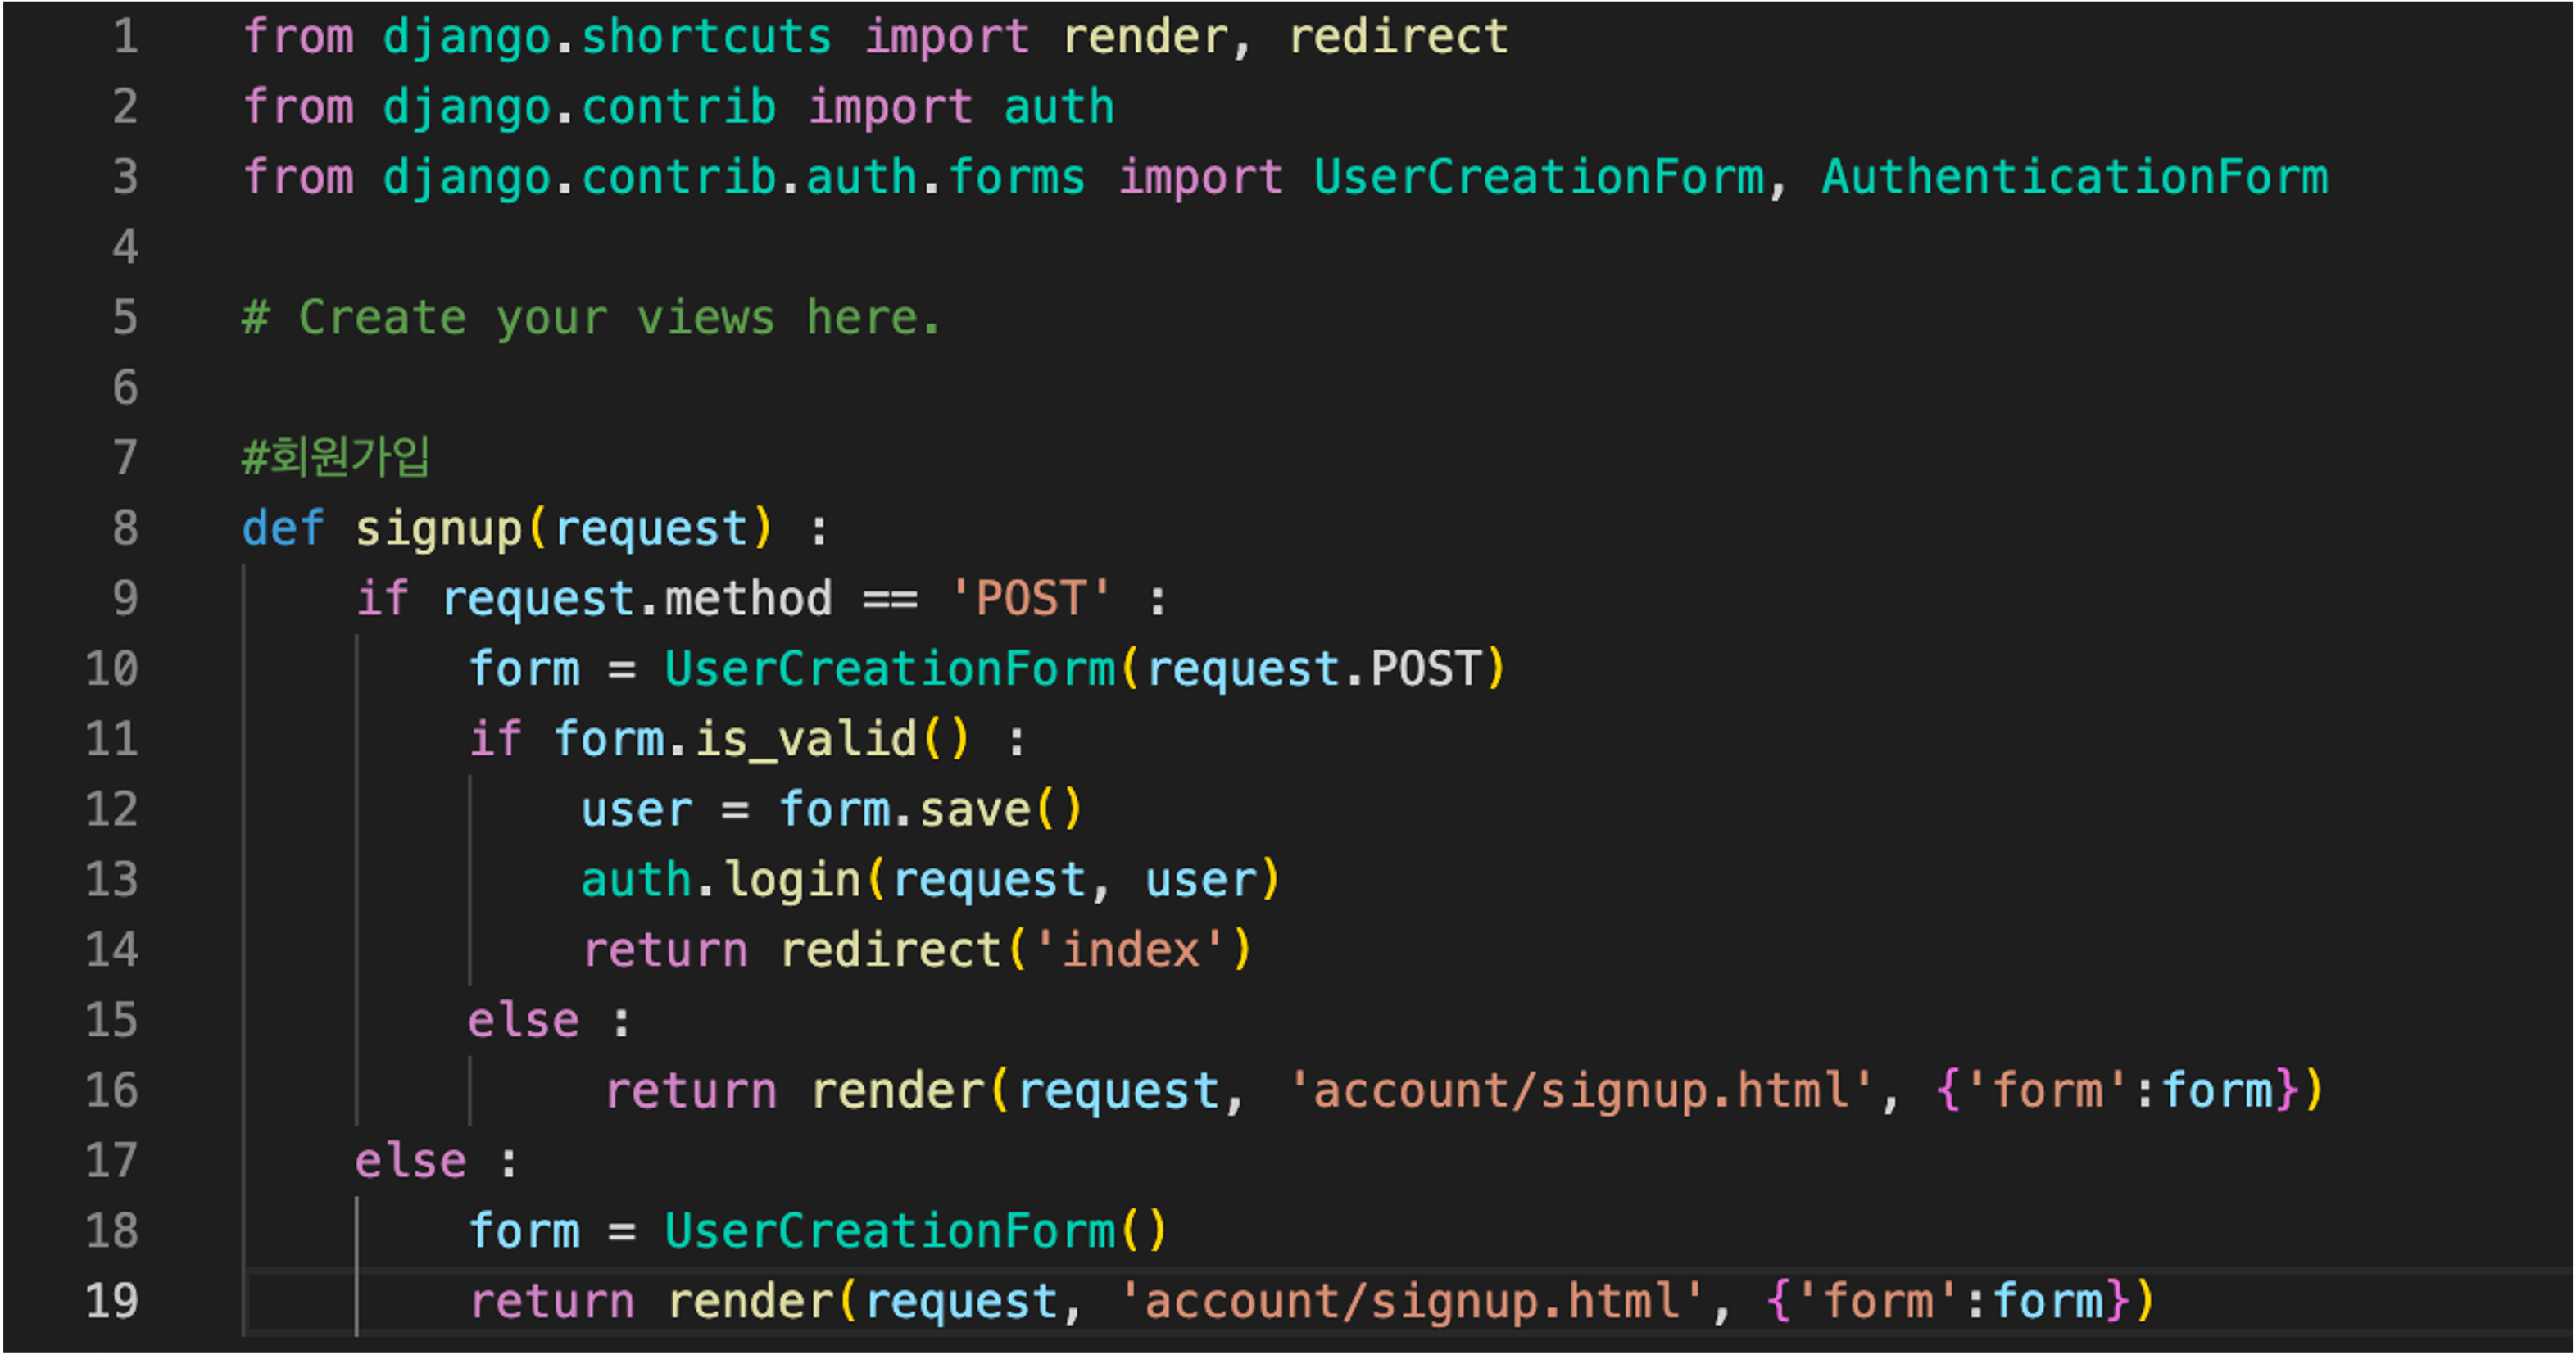 1 from django.shortcuts import render, redirect
2 from django.contrib import auth
3 from django.contrib.auth.forms import UserCreationForm, AuthenticationForm
4
5 # Create your views here.
6
7 #회원가입
8 def signup(request) :
9     if request.method == 'POST' :
10         form = UserCreationForm(request.POST)
11         if form.is_valid() :
12             user = form.save()
13             auth.login(request, user)
14             return redirect('index')
15         else :
16              return render(request, 'account/signup.html', {'form':form})
17     else :
18         form = UserCreationForm()
19         return render(request, 'account/signup.html', {'form':form})